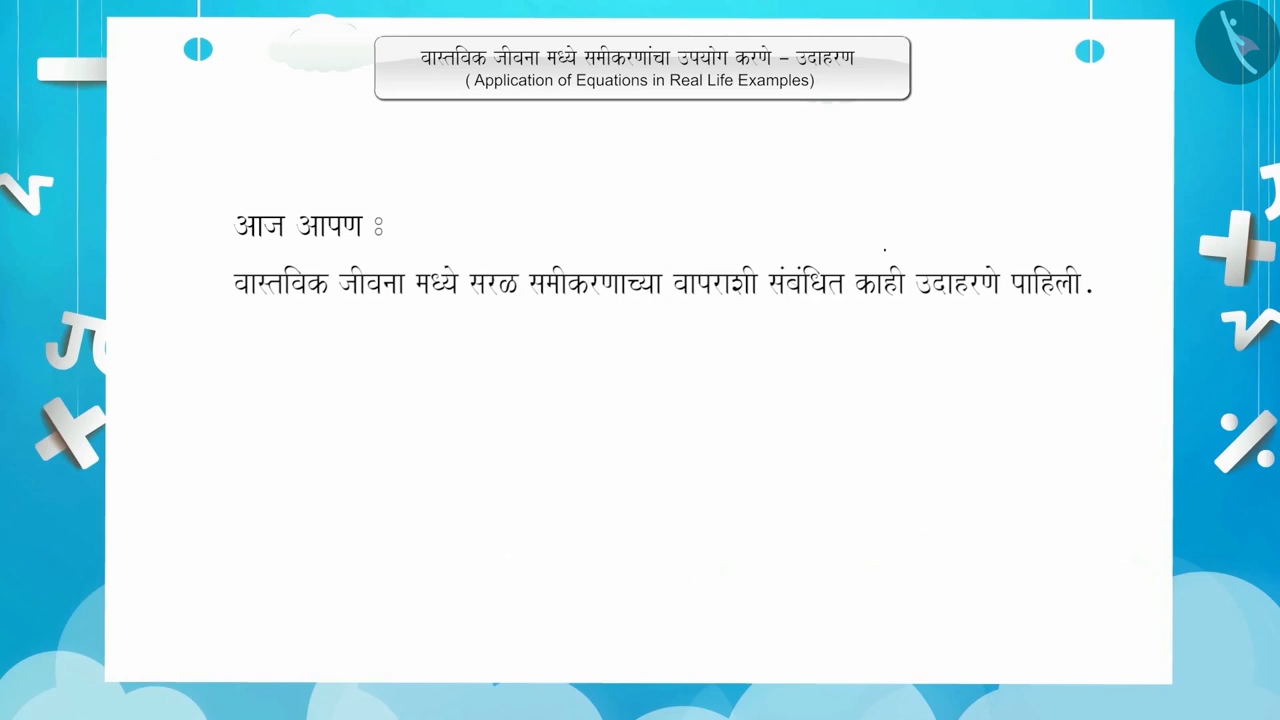 वास्तविक जीवना मध्ये समीकरणांचा उपयोग करणे – उदाहरण
( Application of Equations in Real Life Examples)
आज आपण :
वास्तविक जीवना मध्ये सरळ समीकरणाच्या वापराशी संबंधित काही उदाहरणे पाहिली.